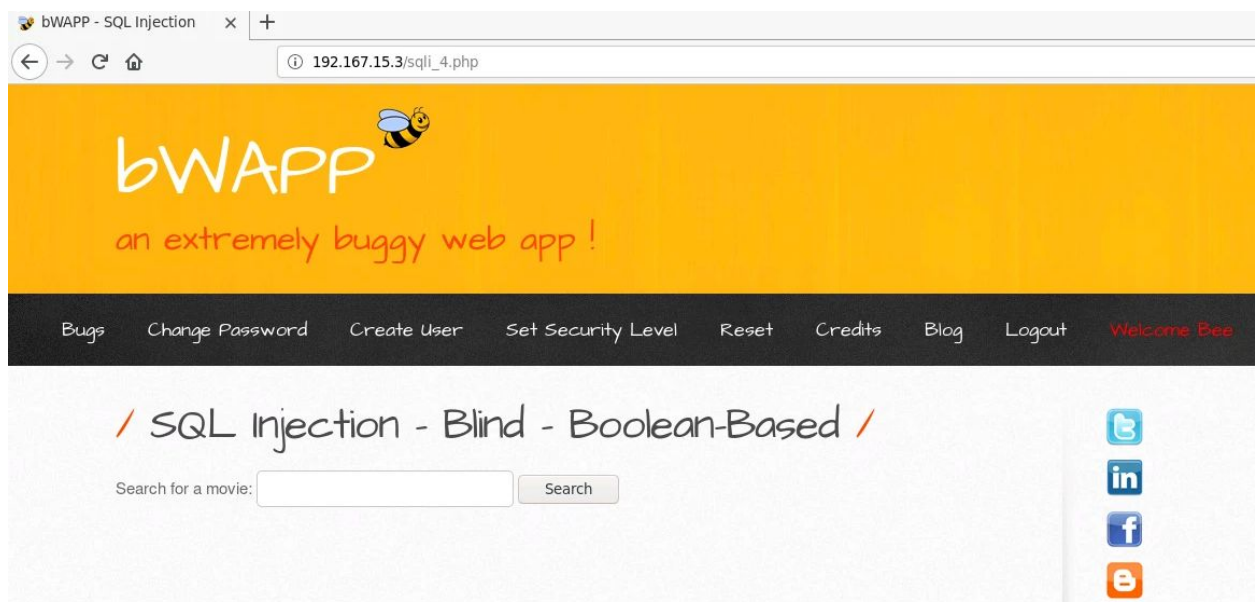 bWAPP - SQL Injection × +
192.167.15.3/sqli_4.php
bWAPP
an extremely buggy web app !
Bugs Change Password Create User Set Security Level Reset Credits Blog Logout Welcome Bee
/ SQL Injection - Blind - Boolean-Based /
Search for a movie: Search